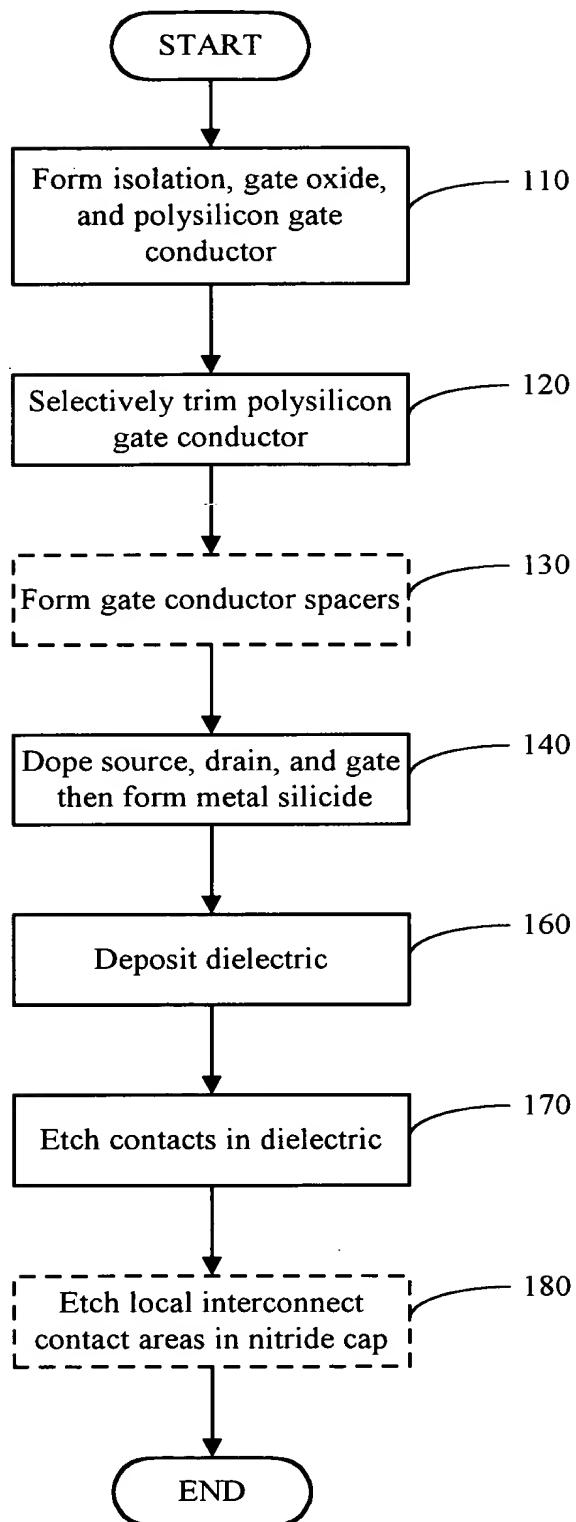 START
Form isolation, gate oxide,
and polysilicon gate
conductor
110
Selectively trim polysilicon
gate conductor
120
Form gate conductor spacers
130
Dope source, drain, and gate
then form metal silicide
140
Deposit dielectric
160
Etch contacts in dielectric
170
Etch local interconnect
contact areas in nitride cap
180
END